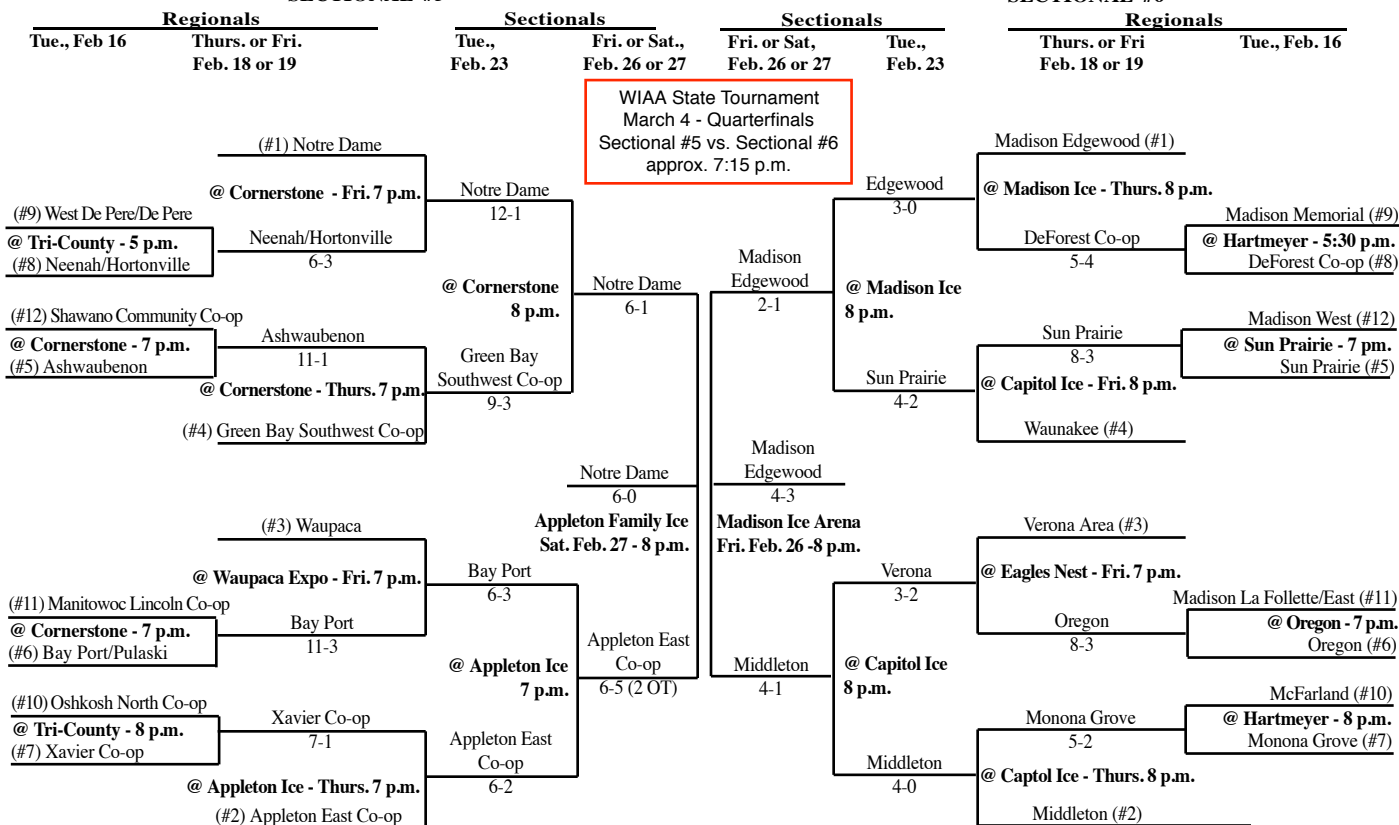 Regionals
Sectionals
Sectionals
Regionals
Tue., Feb 16
Thurs. or Fri.
Feb. 18 or 19
Tue.,
Feb. 23
Fri. or Sat.,
Feb. 26 or 27
Fri. or Sat,
Feb. 26 or 27
Tue.,
Feb. 23
Thurs. or Fri
Feb. 18 or 19
Tue., Feb. 16
WIAA State Tournament
March 4 - Quarterfinals
Sectional #5 vs. Sectional #6
approx. 7:15 p.m.
(#1) Notre Dame
@ Cornerstone - Fri. 7 p.m.
(#9) West De Pere/De Pere
@ Tri-County - 5 p.m.
(#8) Neenah/Hortonville
Neenah/Hortonville
6-3
Notre Dame
12-1
@ Cornerstone
8 p.m.
(#12) Shawano Community Co-op
@ Cornerstone - 7 p.m.
(#5) Ashwaubenon
Ashwaubenon
11-1
@ Cornerstone - Thurs. 7 p.m.
(#4) Green Bay Southwest Co-op
Green Bay
Southwest Co-op
9-3
Notre Dame
6-1
Notre Dame
6-0
Appleton Family Ice
Sat. Feb. 27 - 8 p.m.
(#3) Waupaca
@ Waupaca Expo - Fri. 7 p.m.
(#11) Manitowoc Lincoln Co-op
@ Cornerstone - 7 p.m.
(#6) Bay Port/Pulaski
Bay Port
11-3
Bay Port
6-3
@ Appleton Ice
7 p.m.
Appleton East
Co-op
6-5 (2 OT)
(#10) Oshkosh North Co-op
@ Tri-County - 8 p.m.
(#7) Xavier Co-op
Xavier Co-op
7-1
@ Appleton Ice - Thurs. 7 p.m.
(#2) Appleton East Co-op
Appleton East
Co-op
6-2
Madison Edgewood (#1)
@ Madison Ice - Thurs. 8 p.m.
Edgewood
3-0
Madison Memorial (#9)
@ Hartmeyer - 5:30 p.m.
DeForest Co-op (#8)
DeForest Co-op
5-4
Madison
Edgewood
2-1
@ Madison Ice
8 p.m.
Madison West (#12)
@ Sun Prairie - 7 pm.
Sun Prairie (#5)
Sun Prairie
8-3
@ Capitol Ice - Fri. 8 p.m.
Waunakee (#4)
Sun Prairie
4-2
Madison
Edgewood
4-3
Madison Ice Arena
Fri. Feb. 26 -8 p.m.
Verona Area (#3)
@ Eagles Nest - Fri. 7 p.m.
Verona
3-2
Madison La Follette/East (#11)
@ Oregon - 7 p.m.
Oregon (#6)
Oregon
8-3
Middleton
4-1
@ Capitol Ice
8 p.m.
McFarland (#10)
@ Hartmeyer - 8 p.m.
Monona Grove (#7)
Monona Grove
5-2
@ Captol Ice - Thurs. 8 p.m.
Middleton (#2)
Middleton
4-0